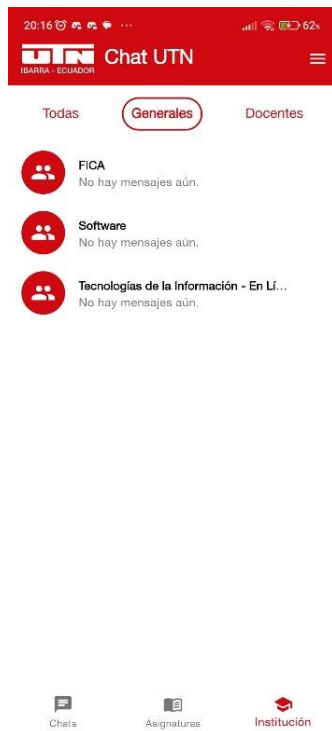 20:16 ... 62%
UTN
IBARRA - ECUADOR
Chat UTN
Todas Generales Docentes
FICA
No hay mensajes aún.
Software
No hay mensajes aún.
Tecnologías de la Información - En Lí...
No hay mensajes aún.
Chats Asignaturas Institución